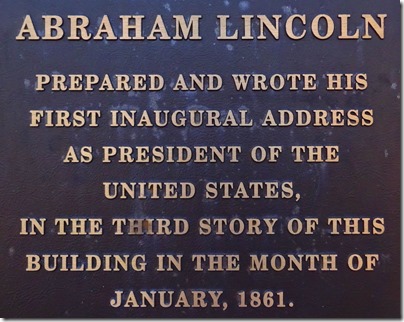 ABRAHAM LINCOLN
PREPARED AND WROTE HIS
FIRST INAUGURAL ADDRESS
AS PRESIDENT OF THE
UNITED STATES,
IN THE THIRD STORY OF THIS
BUILDING IN THE MONTH OF
JANUARY, 1861.